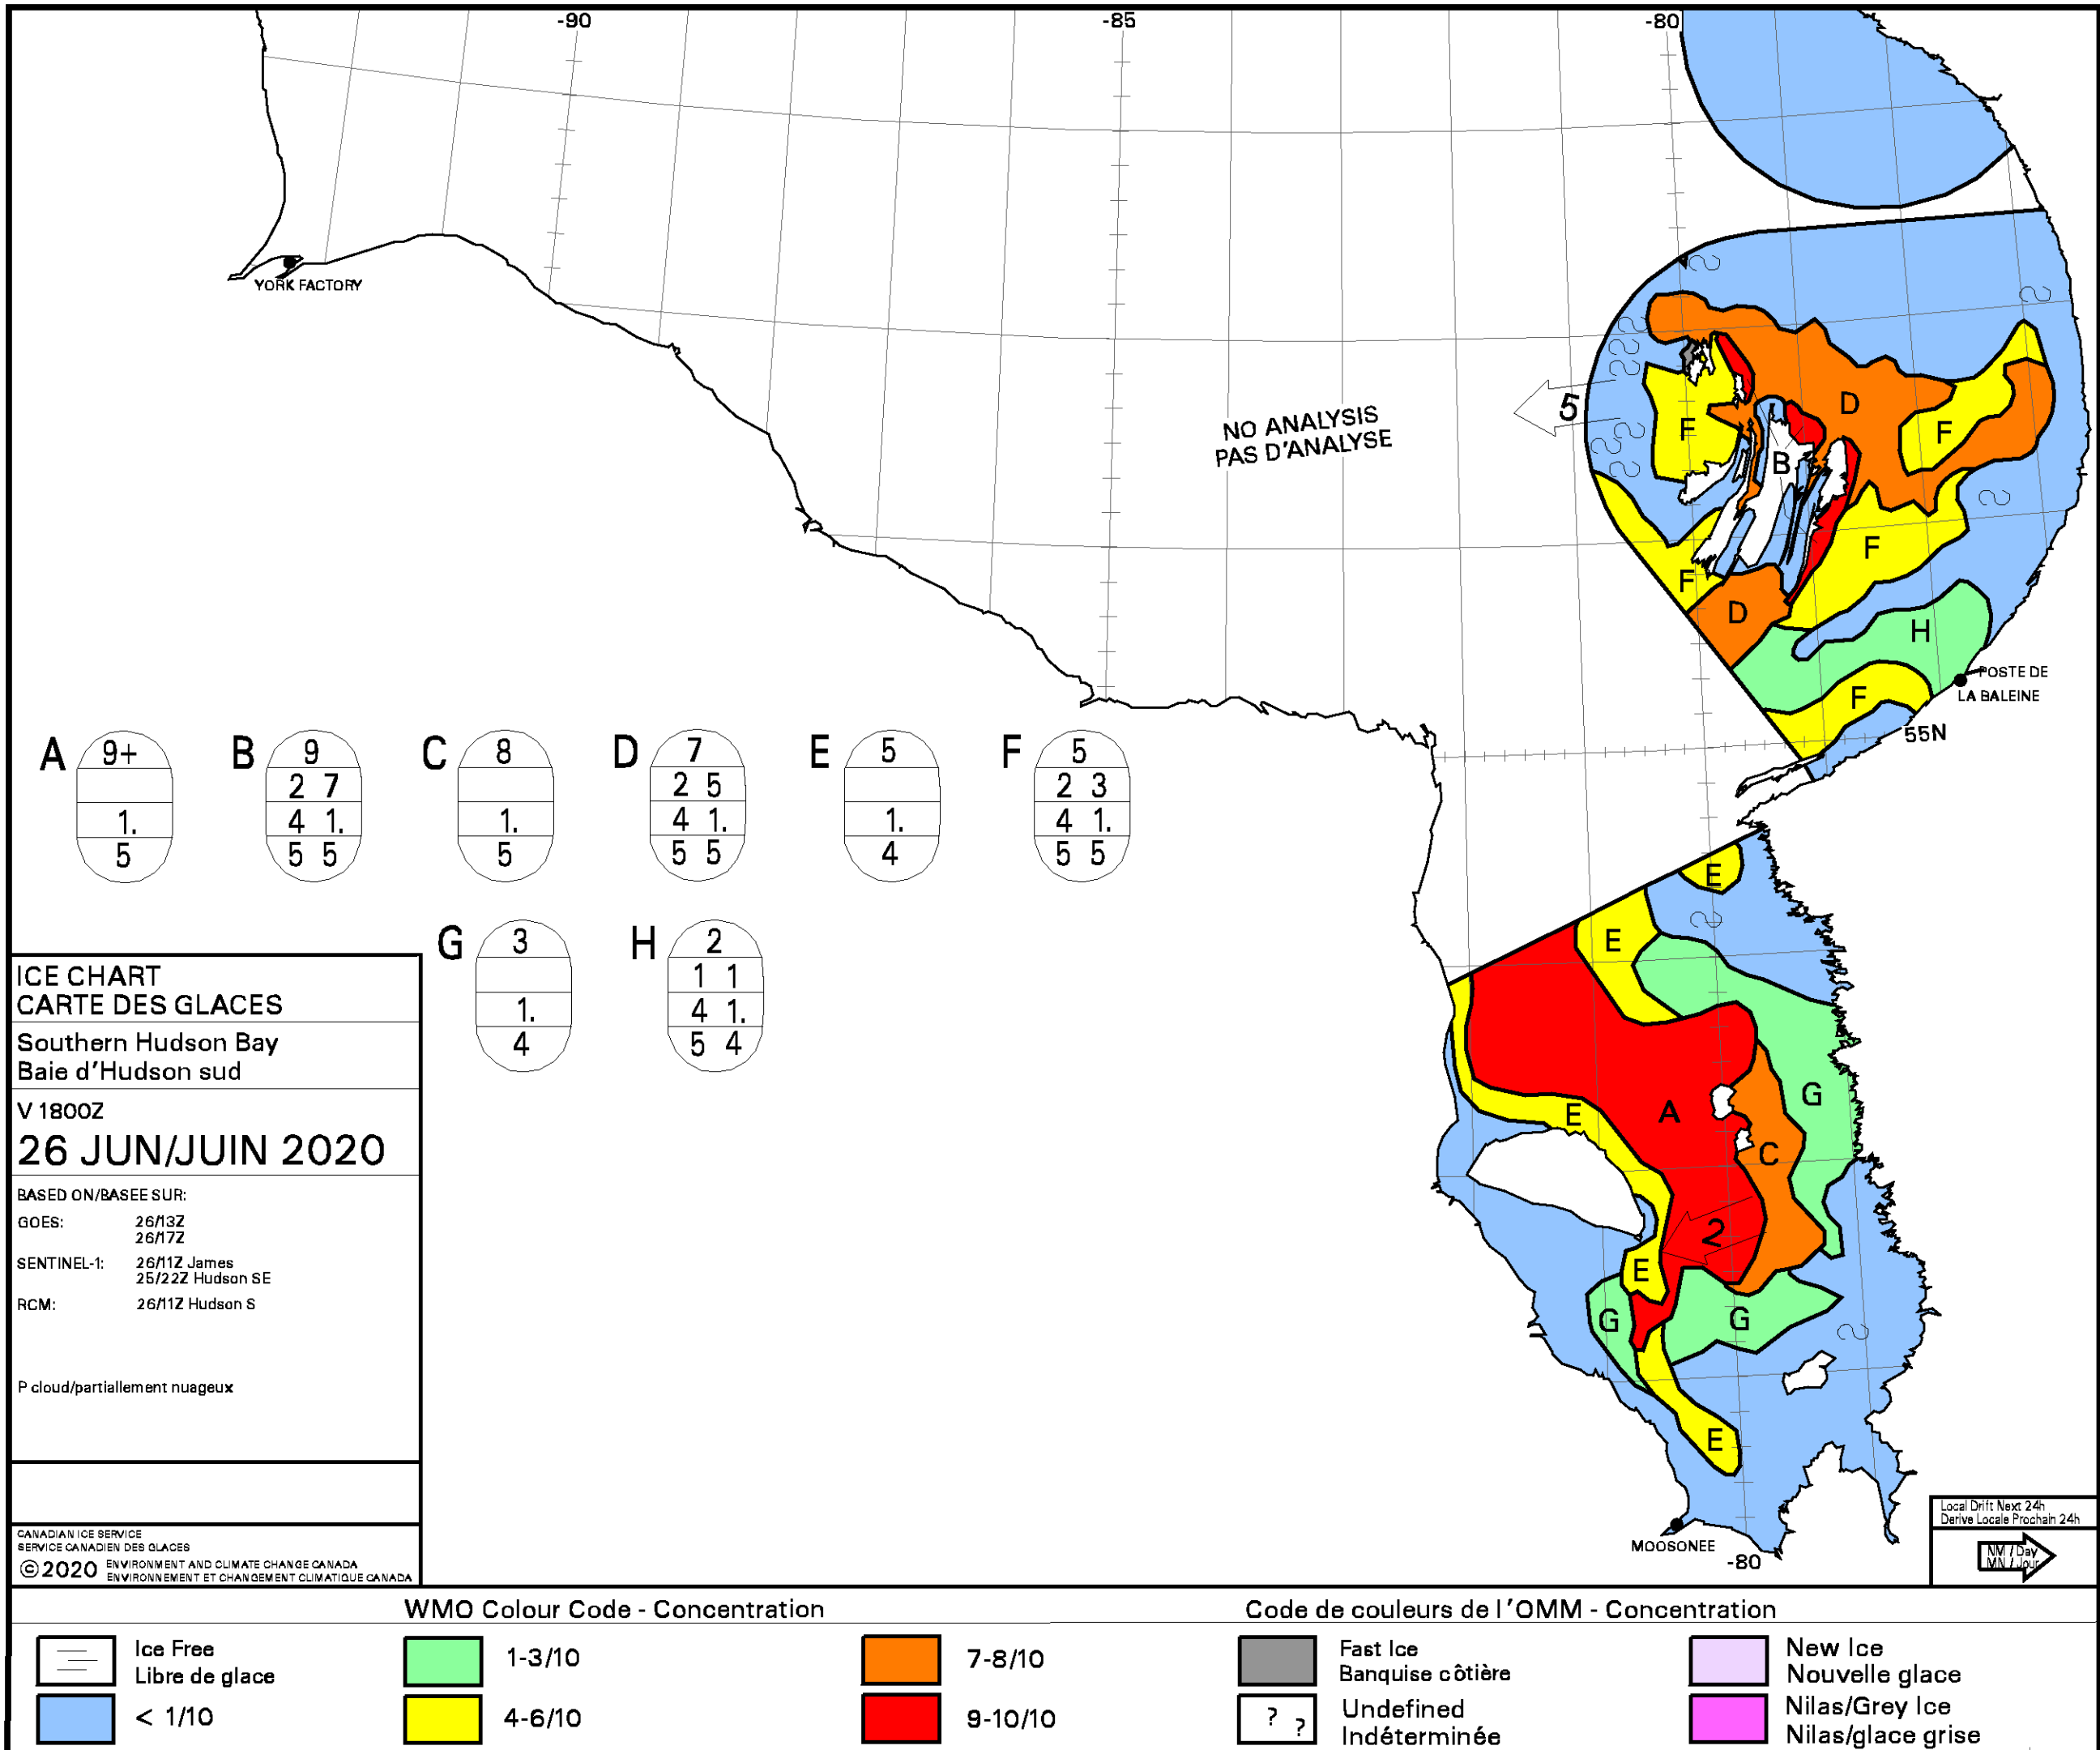 -90
-85
-80
YORK FACTORY
5
NO ANALYSIS
PAS D'ANALYSE
D
F
F
B
F
F
D
H
F
POSTE DE
LA BALEINE
55N
A
9+
1.
5
B
9
2 7
4 1.
5 5
C
8
1.
5
D
7
2 5
4 1.
5 5
E
5
1.
4
F
5
2 3
4 1.
5 5
G
3
1.
4
H
2
1 1
4 1.
5 4
E
E
E
A
G
C
2
E
G
G
E
MOOSONEE
-80
ICE CHART
CARTE DES GLACES
Southern Hudson Bay
Baie d'Hudson sud
V 1800Z
26 JUN/JUIN 2020
BASED ON/BASEE SUR:
GOES: 26/13Z
26/17Z
SENTINEL-1: 26/11Z James
25/22Z Hudson SE
RCM: 26/11Z Hudson S
P cloud/partiallement nuageux
CANADIAN ICE SERVICE
SERVICE CANADIEN DES GLACES
©2020 ENVIRONMENT AND CLIMATE CHANGE CANADA
ENVIRONNEMENT ET CHANGEMENT CLIMATIQUE CANADA
Local Drift Next 24h
Derive Locale Prochain 24h
NM / Day
MN / Jour
WMO Colour Code - Concentration
Code de couleurs de l'OMM - Concentration
Ice Free
Libre de glace
< 1/10
1-3/10
4-6/10
7-8/10
9-10/10
Fast Ice
Banquise côtière
? ?
Undefined
Indéterminée
New Ice
Nouvelle glace
Nilas/Grey Ice
Nilas/glace grise